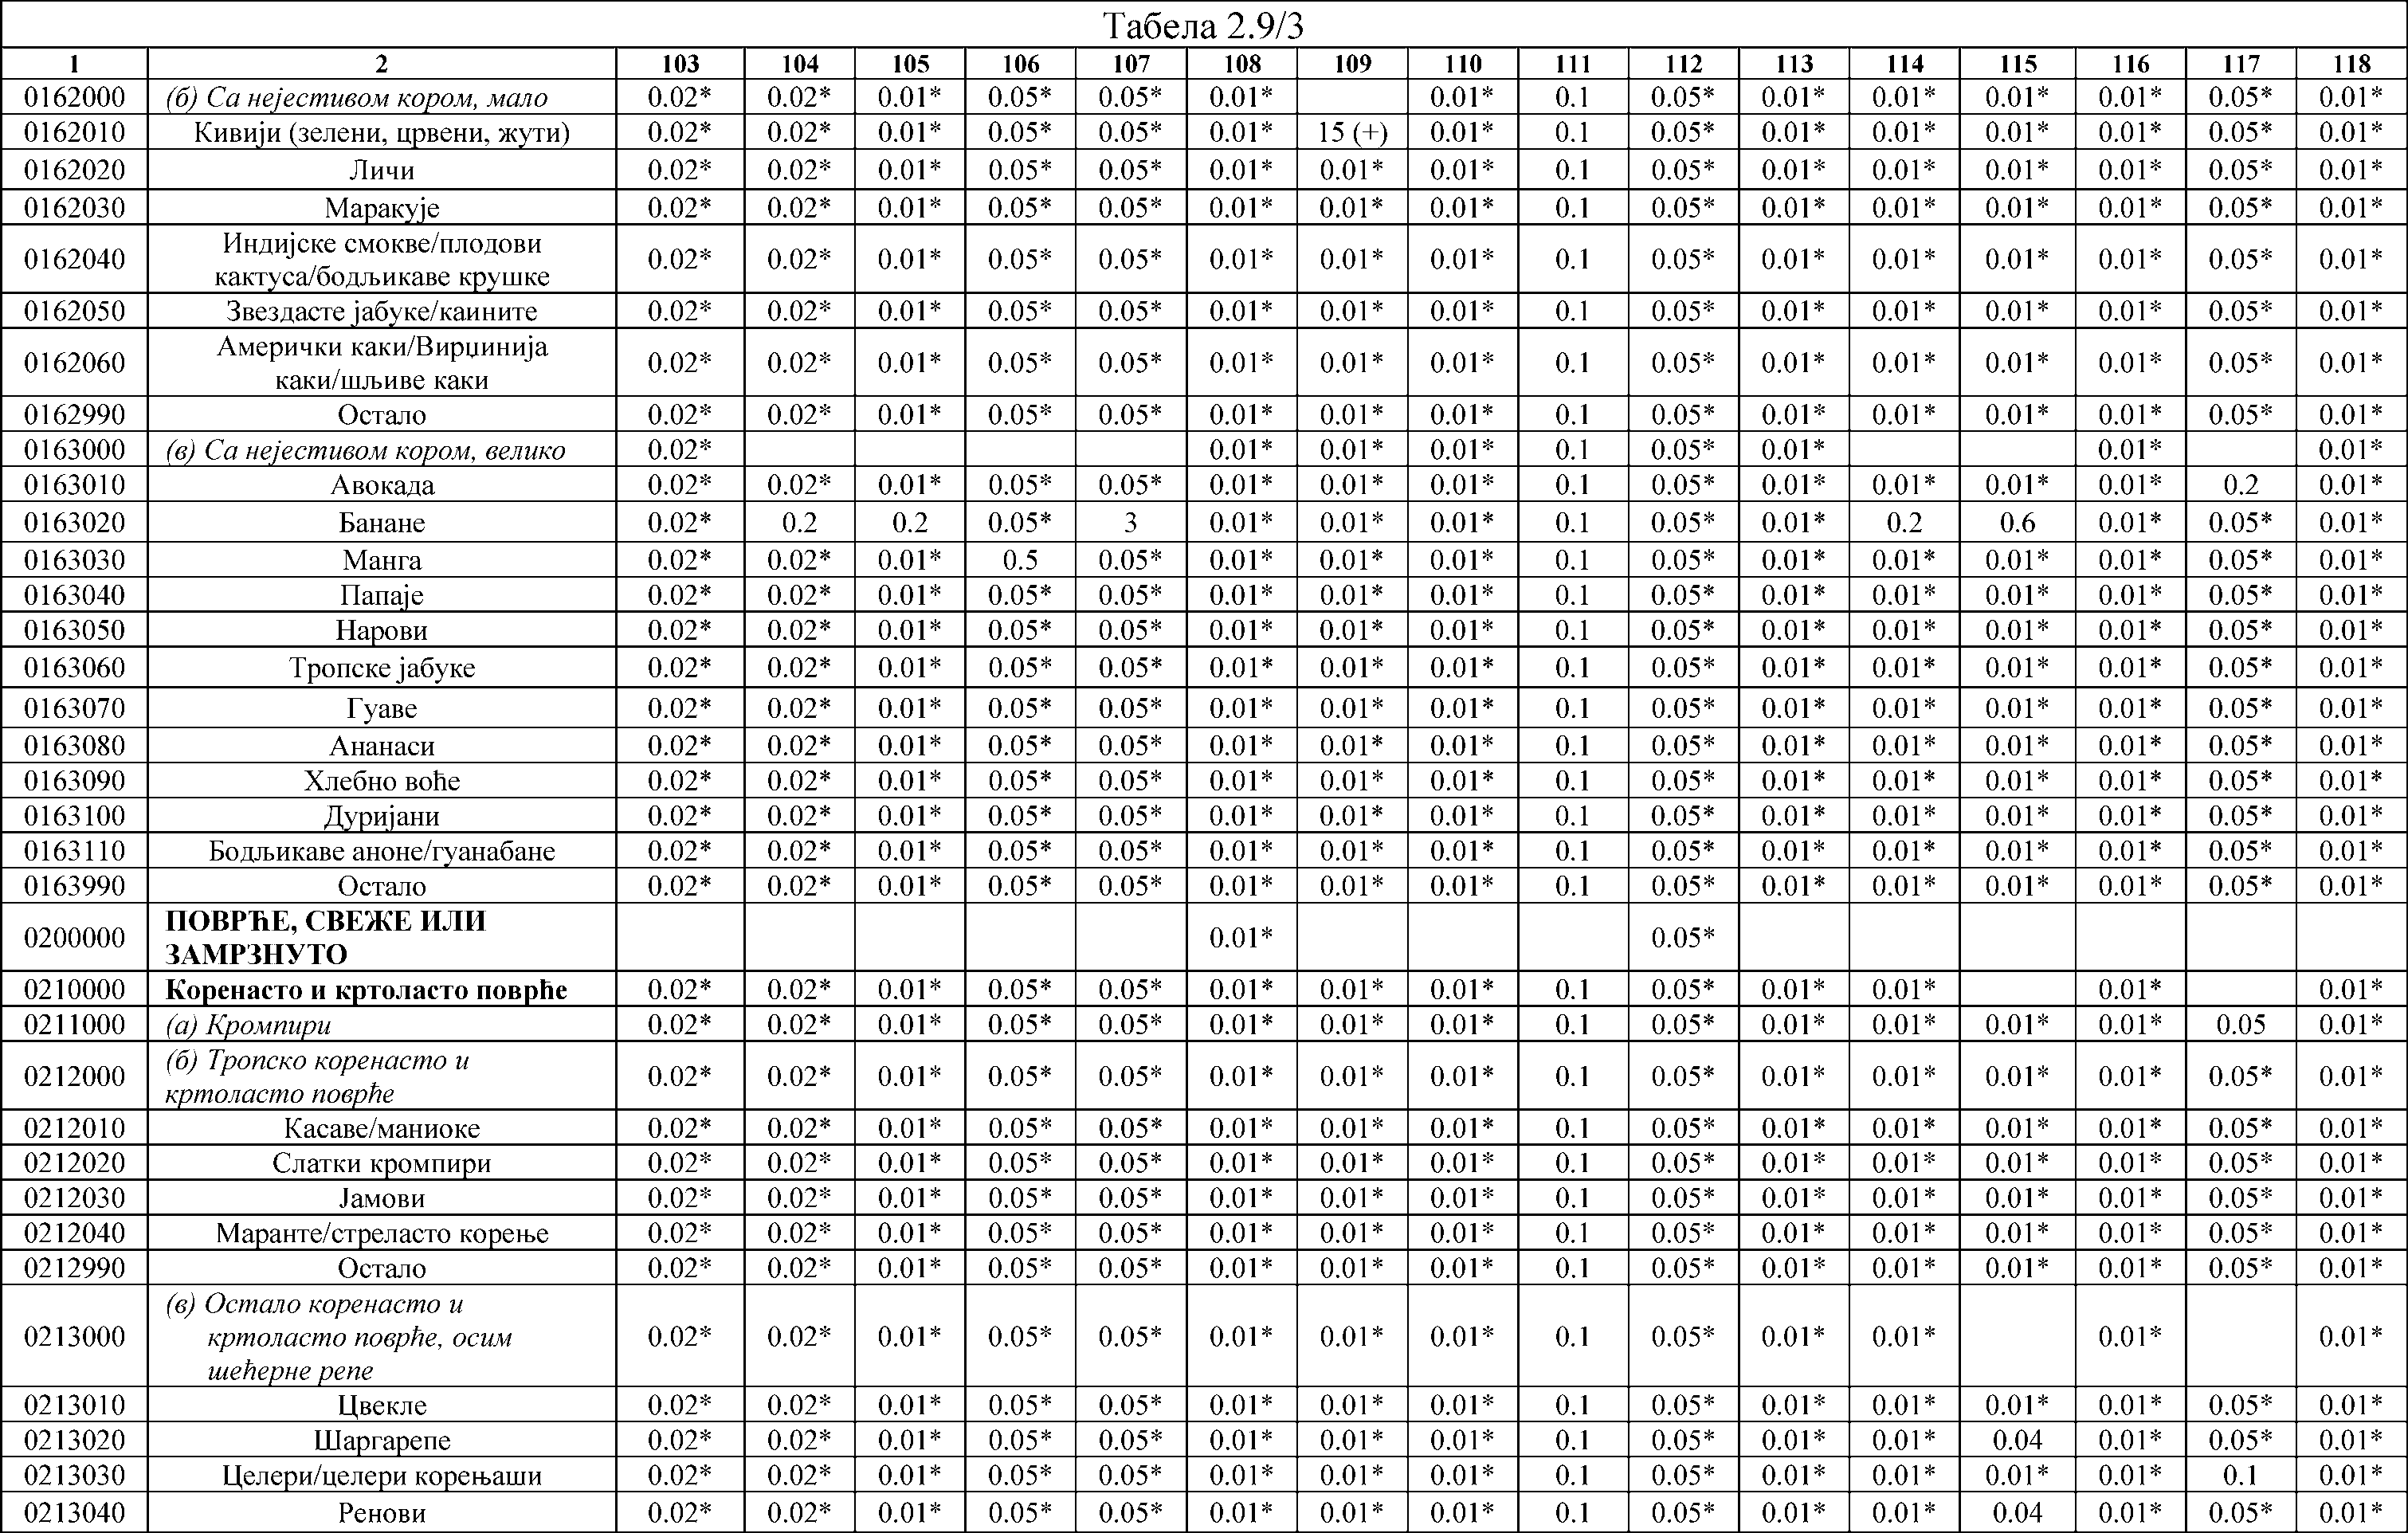 Табела 2.9/3
1 2 103 104 105 106 107 108 109 110 111 112 113 114 115 116 117 118
0162000 (б) Са нејестивом кором, мало 0.02* 0.02* 0.01* 0.05* 0.05* 0.01* 0.01* 0.1 0.05* 0.01* 0.01* 0.01* 0.01* 0.05* 0.01*
0162010 Кивији (зелени, црвени, жути) 0.02* 0.02* 0.01* 0.05* 0.05* 0.01* 15 (+) 0.01* 0.1 0.05* 0.01* 0.01* 0.01* 0.01* 0.05* 0.01*
0162020 Личи 0.02* 0.02* 0.01* 0.05* 0.05* 0.01* 0.01* 0.01* 0.1 0.05* 0.01* 0.01* 0.01* 0.01* 0.05* 0.01*
0162030 Маракује 0.02* 0.02* 0.01* 0.05* 0.05* 0.01* 0.01* 0.01* 0.1 0.05* 0.01* 0.01* 0.01* 0.01* 0.05* 0.01*
0162040 Индијске смокве/плодови
кактуса/бодљикаве крушке 0.02* 0.02* 0.01* 0.05* 0.05* 0.01* 0.01* 0.01* 0.1 0.05* 0.01* 0.01* 0.01* 0.01* 0.05* 0.01*
0162050 Звездасте јабуке/каините 0.02* 0.02* 0.01* 0.05* 0.05* 0.01* 0.01* 0.01* 0.1 0.05* 0.01* 0.01* 0.01* 0.01* 0.05* 0.01*
0162060 Амерички каки/Вирџинија
каки/шљиве каки 0.02* 0.02* 0.01* 0.05* 0.05* 0.01* 0.01* 0.01* 0.1 0.05* 0.01* 0.01* 0.01* 0.01* 0.05* 0.01*
0162990 Остало 0.02* 0.02* 0.01* 0.05* 0.05* 0.01* 0.01* 0.01* 0.1 0.05* 0.01* 0.01* 0.01* 0.01* 0.05* 0.01*
0163000 (в) Са нејестивом кором, велико 0.02* 0.01* 0.01* 0.01* 0.1 0.05* 0.01* 0.01* 0.01*
0163010 Авокада 0.02* 0.02* 0.01* 0.05* 0.05* 0.01* 0.01* 0.01* 0.1 0.05* 0.01* 0.01* 0.01* 0.01* 0.2 0.01*
0163020 Банане 0.02* 0.2 0.2 0.05* 3 0.01* 0.01* 0.01* 0.1 0.05* 0.01* 0.2 0.6 0.01* 0.05* 0.01*
0163030 Манга 0.02* 0.02* 0.01* 0.5 0.05* 0.01* 0.01* 0.01* 0.1 0.05* 0.01* 0.01* 0.01* 0.01* 0.05* 0.01*
0163040 Папаје 0.02* 0.02* 0.01* 0.05* 0.05* 0.01* 0.01* 0.01* 0.1 0.05* 0.01* 0.01* 0.01* 0.01* 0.05* 0.01*
0163050 Нарови 0.02* 0.02* 0.01* 0.05* 0.05* 0.01* 0.01* 0.01* 0.1 0.05* 0.01* 0.01* 0.01* 0.01* 0.05* 0.01*
0163060 Тропске јабуке 0.02* 0.02* 0.01* 0.05* 0.05* 0.01* 0.01* 0.01* 0.1 0.05* 0.01* 0.01* 0.01* 0.01* 0.05* 0.01*
0163070 Гуаве 0.02* 0.02* 0.01* 0.05* 0.05* 0.01* 0.01* 0.01* 0.1 0.05* 0.01* 0.01* 0.01* 0.01* 0.05* 0.01*
0163080 Ананаси 0.02* 0.02* 0.01* 0.05* 0.05* 0.01* 0.01* 0.01* 0.1 0.05* 0.01* 0.01* 0.01* 0.01* 0.05* 0.01*
0163090 Хлебно воће 0.02* 0.02* 0.01* 0.05* 0.05* 0.01* 0.01* 0.01* 0.1 0.05* 0.01* 0.01* 0.01* 0.01* 0.05* 0.01*
0163100 Дуријани 0.02* 0.02* 0.01* 0.05* 0.05* 0.01* 0.01* 0.01* 0.1 0.05* 0.01* 0.01* 0.01* 0.01* 0.05* 0.01*
0163110 Бодљикаве аноне/гуанабане 0.02* 0.02* 0.01* 0.05* 0.05* 0.01* 0.01* 0.01* 0.1 0.05* 0.01* 0.01* 0.01* 0.01* 0.05* 0.01*
0163990 Остало 0.02* 0.02* 0.01* 0.05* 0.05* 0.01* 0.01* 0.01* 0.1 0.05* 0.01* 0.01* 0.01* 0.01* 0.05* 0.01*
0200000 ПОВРЋЕ, СВЕЖЕ ИЛИ
ЗАМРЗНУТО 0.01* 0.05*
0210000 Коренасто и кртоласто поврће 0.02* 0.02* 0.01* 0.05* 0.05* 0.01* 0.01* 0.01* 0.1 0.05* 0.01* 0.01* 0.01* 0.01*
0211000 (а) Кромпири 0.02* 0.02* 0.01* 0.05* 0.05* 0.01* 0.01* 0.01* 0.1 0.05* 0.01* 0.01* 0.01* 0.01* 0.05 0.01*
0212000 (б) Тропско коренасто и
кртоласто поврће 0.02* 0.02* 0.01* 0.05* 0.05* 0.01* 0.01* 0.01* 0.1 0.05* 0.01* 0.01* 0.01* 0.01* 0.05* 0.01*
0212010 Касаве/маниоке 0.02* 0.02* 0.01* 0.05* 0.05* 0.01* 0.01* 0.01* 0.1 0.05* 0.01* 0.01* 0.01* 0.01* 0.05* 0.01*
0212020 Слатки кромпири 0.02* 0.02* 0.01* 0.05* 0.05* 0.01* 0.01* 0.01* 0.1 0.05* 0.01* 0.01* 0.01* 0.01* 0.05* 0.01*
0212030 Јамови 0.02* 0.02* 0.01* 0.05* 0.05* 0.01* 0.01* 0.01* 0.1 0.05* 0.01* 0.01* 0.01* 0.01* 0.05* 0.01*
0212040 Маранте/стреласто корење 0.02* 0.02* 0.01* 0.05* 0.05* 0.01* 0.01* 0.01* 0.1 0.05* 0.01* 0.01* 0.01* 0.01* 0.05* 0.01*
0212990 Остало 0.02* 0.02* 0.01* 0.05* 0.05* 0.01* 0.01* 0.01* 0.1 0.05* 0.01* 0.01* 0.01* 0.01* 0.05* 0.01*
0213000 (в) Остало коренасто и
кртоласто поврће, осим
шећерне репе 0.02* 0.02* 0.01* 0.05* 0.05* 0.01* 0.01* 0.01* 0.1 0.05* 0.01* 0.01* 0.01* 0.01*
0213010 Цвекле 0.02* 0.02* 0.01* 0.05* 0.05* 0.01* 0.01* 0.01* 0.1 0.05* 0.01* 0.01* 0.01* 0.01* 0.05* 0.01*
0213020 Шаргарепе 0.02* 0.02* 0.01* 0.05* 0.05* 0.01* 0.01* 0.01* 0.1 0.05* 0.01* 0.01* 0.04 0.01* 0.05* 0.01*
0213030 Целери/целери корењаши 0.02* 0.02* 0.01* 0.05* 0.05* 0.01* 0.01* 0.01* 0.1 0.05* 0.01* 0.01* 0.01* 0.01* 0.1 0.01*
0213040 Ренови 0.02* 0.02* 0.01* 0.05* 0.05* 0.01* 0.01* 0.01* 0.1 0.05* 0.01* 0.01* 0.04 0.01* 0.05* 0.01*